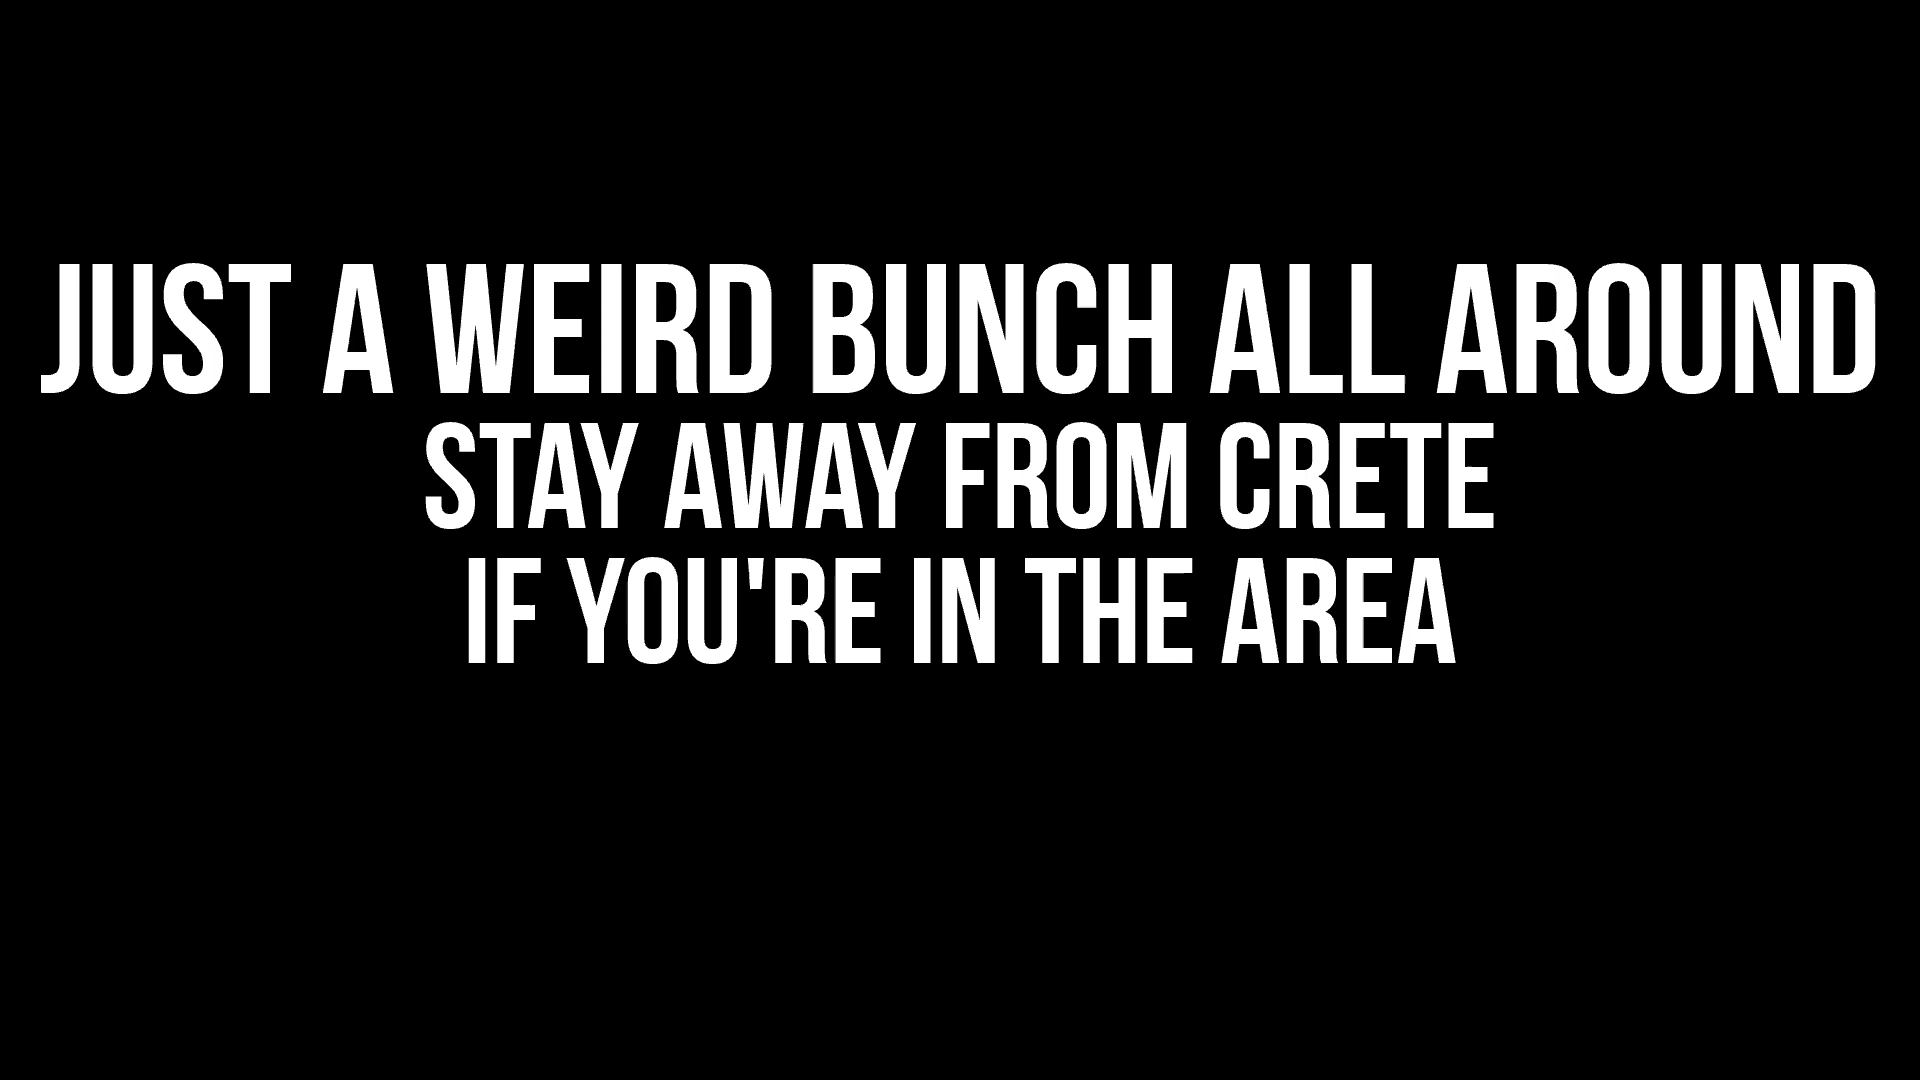 JUST A WEIRD BUNCH ALL AROUND
STAY AWAY FROM CRETE
IF YOU'RE IN THE AREA